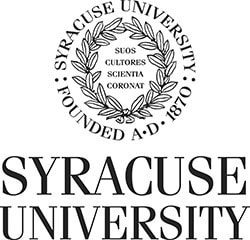 SYRACUSE UNIVERSITY
SUOS
CULTORES
SCIENTIA
CORONAT
FOUNDED A·D·1870
SYRACUSE
UNIVERSITY